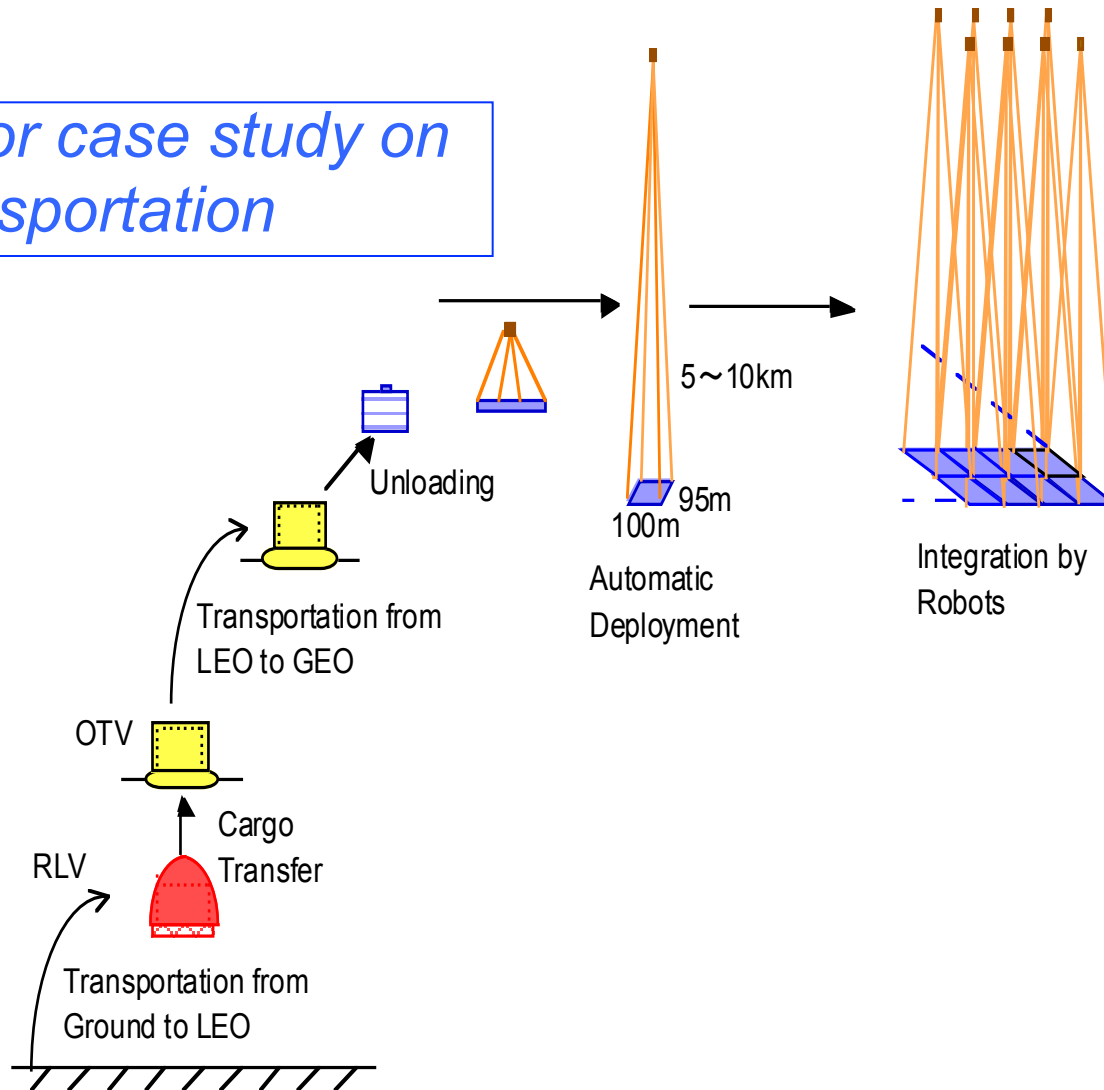 or case study on
sportation
5～10km
Unloading
95m
100m
Automatic
Deployment
Integration by
Robots
Transportation from
LEO to GEO
OTV
Cargo
Transfer
RLV
Transportation from
Ground to LEO